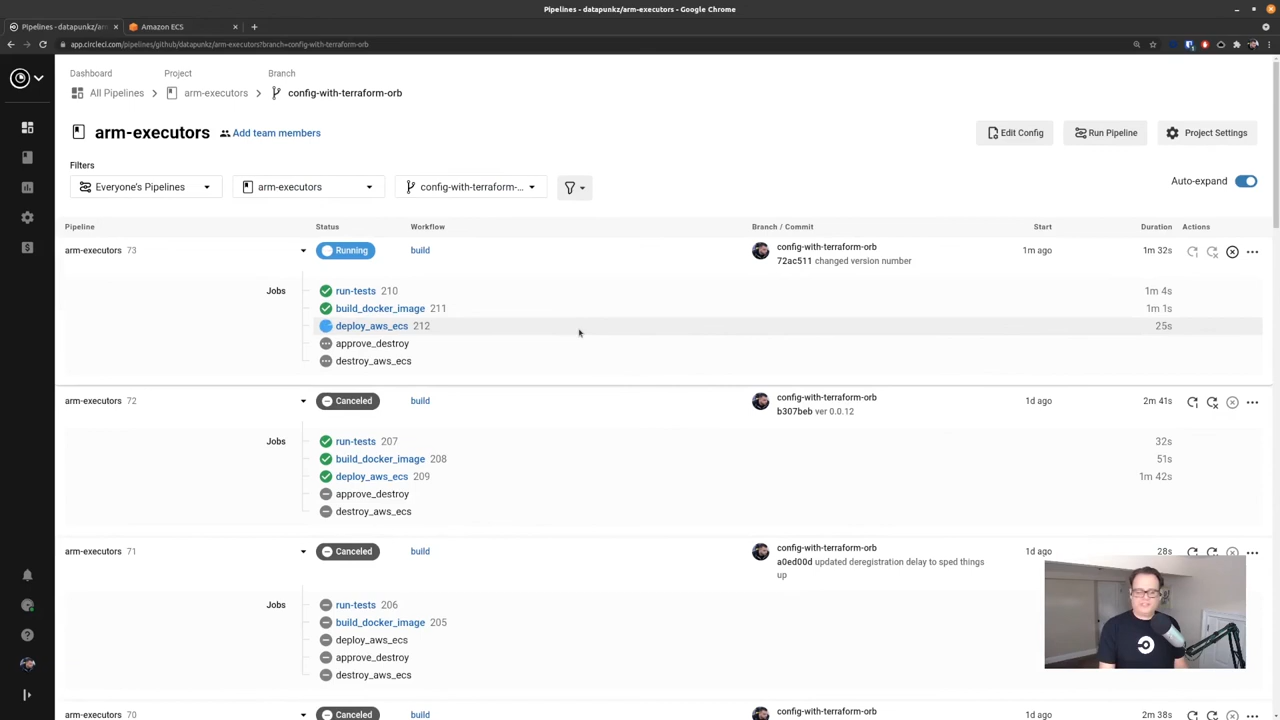 Pipelines - datapunkz/arm-executors - Google Chrome
Pipelines - datapunkz/arm-ex
Amazon ECS
app.circleci.com/pipelines/github/datapunkz/arm-executors?branch=config-with-terraform-orb
Dashboard Project Branch
All Pipelines arm-executors config-with-terraform-orb
arm-executors Add team members Edit Config Run Pipeline Project Settings
Filters
Everyone's Pipelines arm-executors config-with-terraform-... Auto-expand
Pipeline Status Workflow Branch / Commit Start Duration Actions
arm-executors 73 Running build config-with-terraform-orb 1m ago 1m 32s
72ac511 changed version number
Jobs run-tests 210 1m 4s
build_docker_image 211 1m 1s
deploy_aws_ecs 212 25s
approve_destroy
destroy_aws_ecs
arm-executors 72 Canceled build config-with-terraform-orb 1d ago 2m 41s
b307beb ver 0.0.12
Jobs run-tests 207 32s
build_docker_image 208 51s
deploy_aws_ecs 209 1m 42s
approve_destroy
destroy_aws_ecs
arm-executors 71 Canceled build config-with-terraform-orb 1d ago 28s
a0ed00d updated deregistration delay to sped things
up
Jobs run-tests 206
build_docker_image 205
deploy_aws_ecs
approve_destroy
destroy_aws_ecs
arm-executors 70 Canceled build config-with-terraform-orb 1d ago 2m 38s